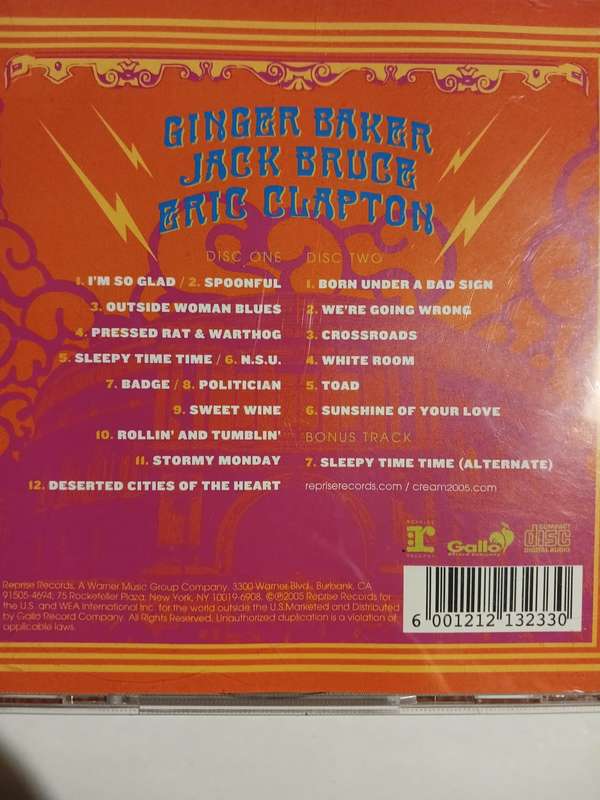 GINGER BAKER
JACK BRUCE
ERIC CLAPTON
DISC ONE
1. I'M SO GLAD / 2. SPOONFUL
3. OUTSIDE WOMAN BLUES
4. PRESSED RAT & WARTHOG
5. SLEEPY TIME TIME / 6. N.S.U.
7. BADGE / 8. POLITICIAN
9. SWEET WINE
10. ROLLIN' AND TUMBLIN'
11. STORMY MONDAY
12. DESERTED CITIES OF THE HEART
DISC TWO
1. BORN UNDER A BAD SIGN
2. WE'RE GOING WRONG
3. CROSSROADS
4. WHITE ROOM
5. TOAD
6. SUNSHINE OF YOUR LOVE
BONUS TRACK
7. SLEEPY TIME TIME (ALTERNATE)
repriserecords.com / cream2005.com
REPRISE
r
RECORDS
Gallo
RECORD COMPANY
COMPACT
disc
DIGITAL AUDIO
Reprise Records, A Warner Music Group Company, 3300 Warner Blvd., Burbank, CA
91505-4694; 75 Rockefeller Plaza, New York, NY 10019-6908. ©℗2005 Reprise Records for
the U.S. and WEA International Inc. for the world outside the U.S.Marketed and Distributed
by Gallo Record Company. All Rights Reserved. Unauthorized duplication is a violation of
applicable laws.
6 001212 132330